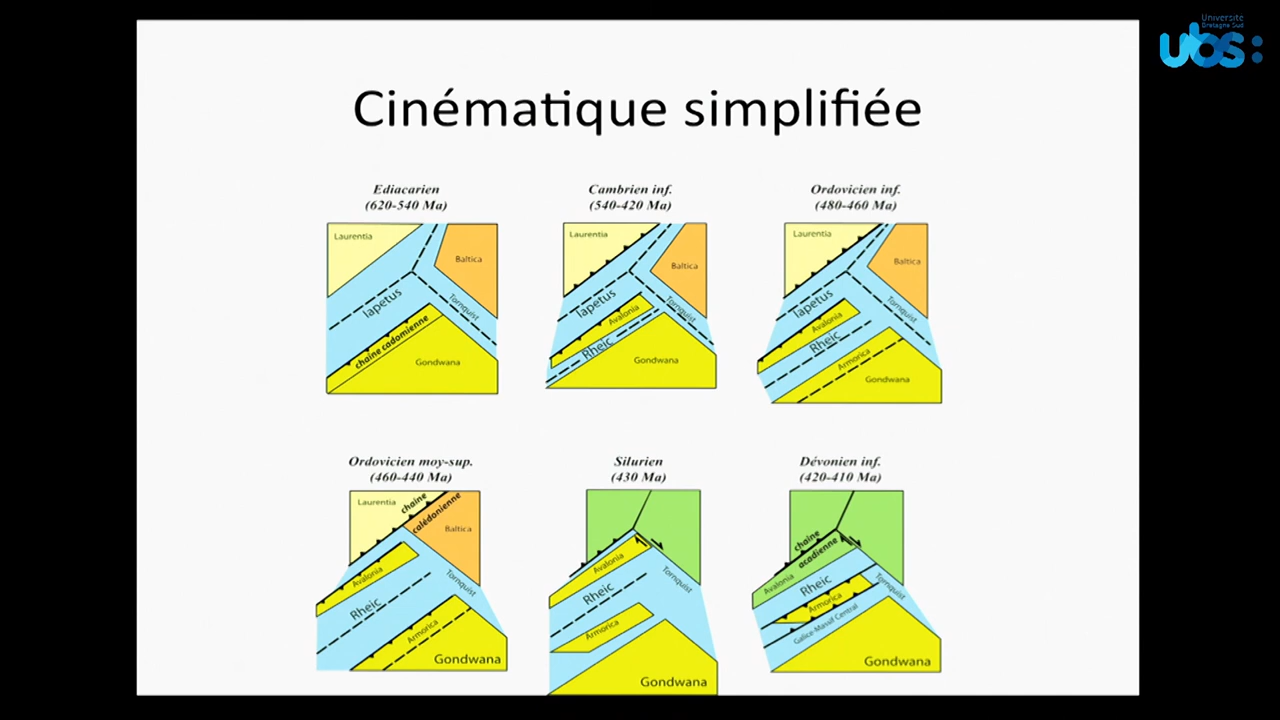 Université
Bretagne Sud
ubs:
Cinématique simplifiée
Ediacarien
(620-540 Ma)
Laurentia
Baltica
Iapetus
Tornquist
chaîne cadomienne
Gondwana
Cambrien inf.
(540-420 Ma)
Laurentia
Baltica
Iapetus
Tornquist
Avalonia
Rheic
Gondwana
Ordovicien inf.
(480-460 Ma)
Laurentia
Baltica
Iapetus
Tornquist
Avalonia
Rheic
Armorica
Gondwana
Ordovicien moy-sup.
(460-440 Ma)
Laurentia
chaîne
calédonienne
Baltica
Avalonia
Tornquist
Rheic
Armorica
Gondwana
Silurien
(430 Ma)
Avalonia
Tornquist
Rheic
Armorica
Gondwana
Dévonien inf.
(420-410 Ma)
chaîne
acadienne
Avalonia
Rheic
Tornquist
Armorica
Galice-Massif Central
Gondwana